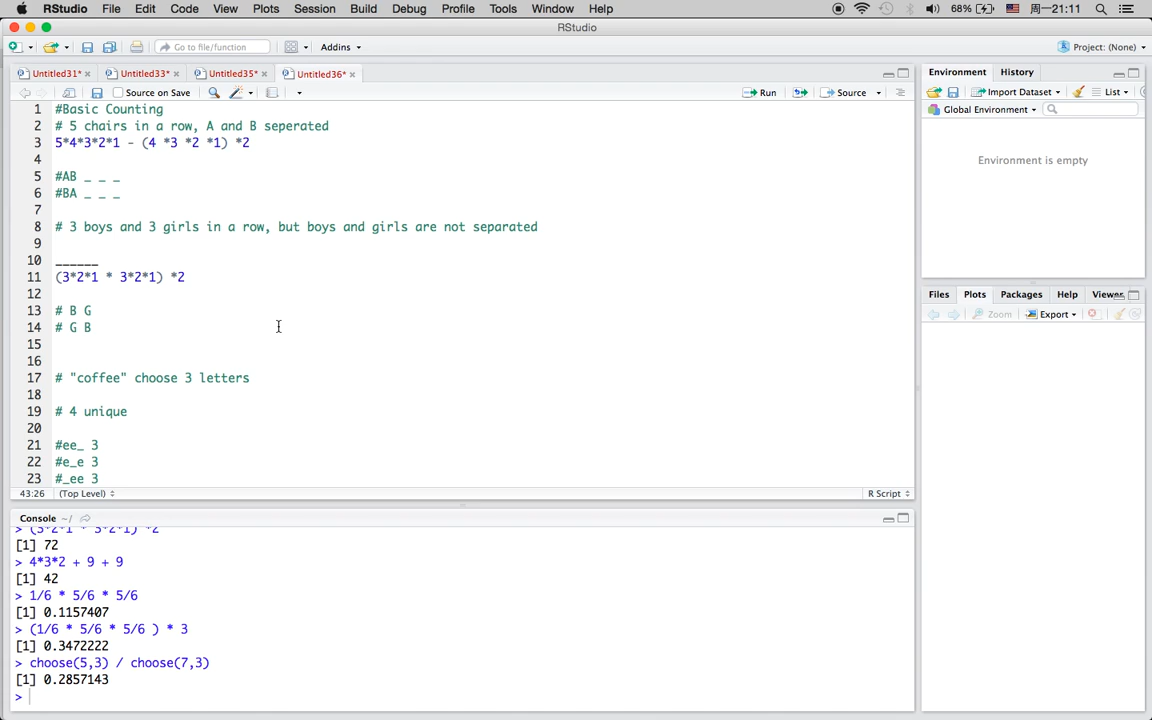 RStudio File Edit Code View Plots Session Build Debug Profile Tools Window Help 68% 周一21:11
RStudio
Go to file/function Addins Project: (None)
Untitled31* Untitled33* Untitled35* Untitled36*
Source on Save Run Source
1 #Basic Counting
2 # 5 chairs in a row, A and B seperated
3 5*4*3*2*1 - (4 *3 *2 *1) *2
4
5 #AB _ _ _
6 #BA _ _ _
7
8 # 3 boys and 3 girls in a row, but boys and girls are not separated
9
10 ______
11 (3*2*1 * 3*2*1) *2
12
13 # B G
14 # G B
15
16
17 # "coffee" choose 3 letters
18
19 # 4 unique
20
21 #ee_ 3
22 #e_e 3
23 #_ee 3
43:26 (Top Level) R Script
Console ~/
> (3*2*1 * 3*2*1) *2
[1] 72
> 4*3*2 + 9 + 9
[1] 42
> 1/6 * 5/6 * 5/6
[1] 0.1157407
> (1/6 * 5/6 * 5/6 ) * 3
[1] 0.3472222
> choose(5,3) / choose(7,3)
[1] 0.2857143
>
Environment History
Import Dataset List
Global Environment
Environment is empty
Files Plots Packages Help Viewer
Zoom Export